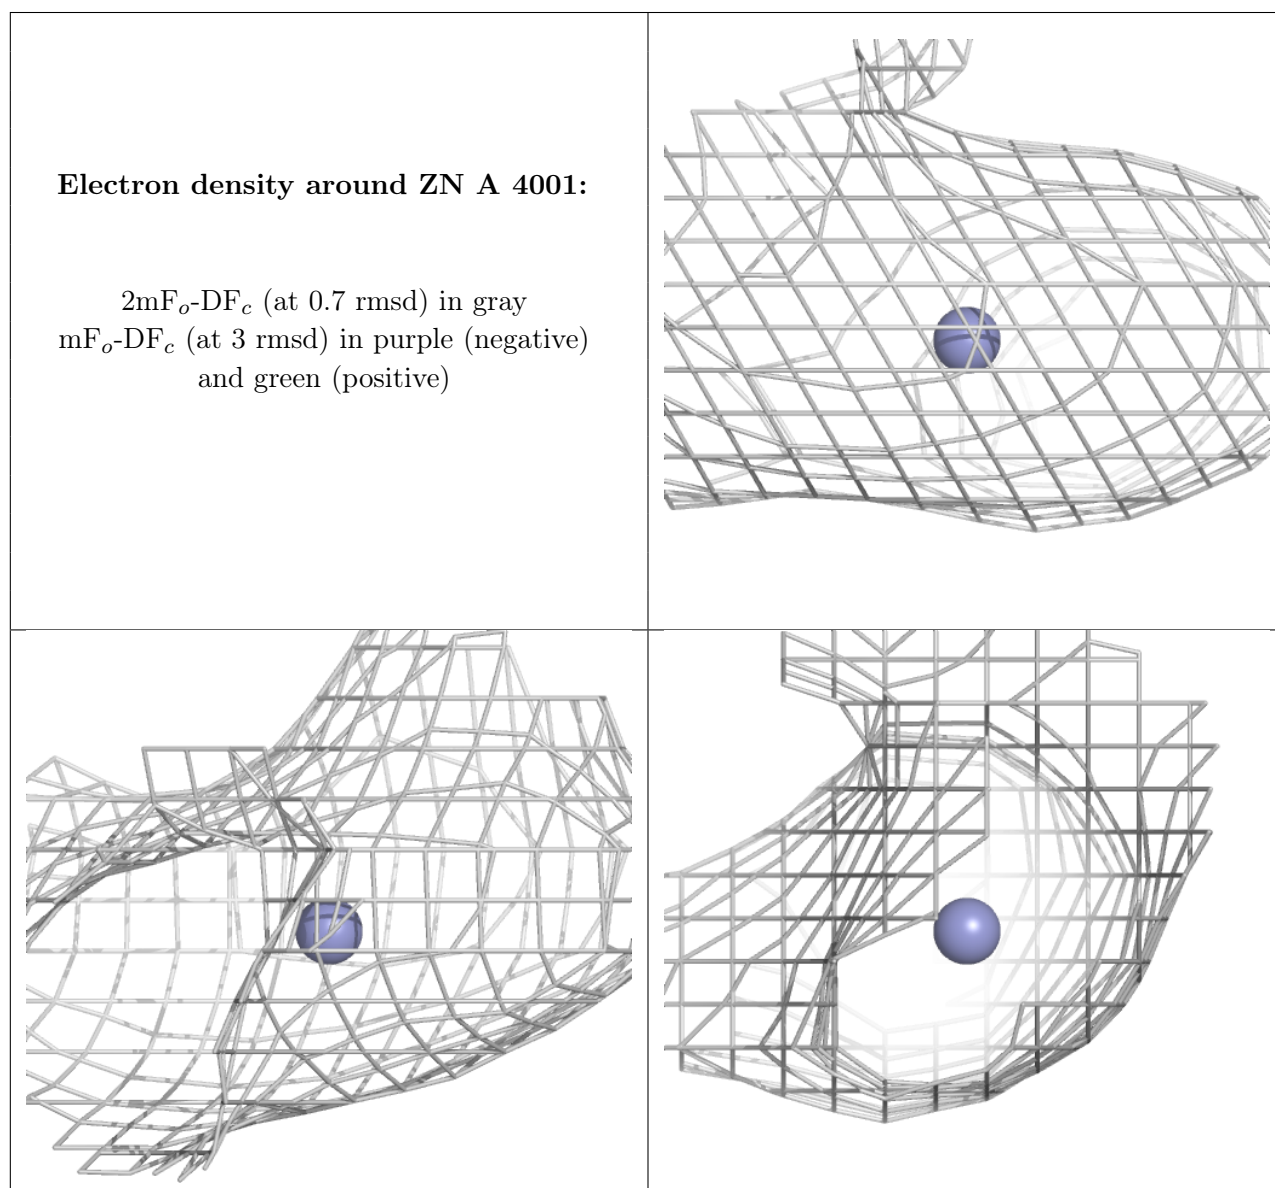 Electron density around ZN A 4001:
2mFo-DFc (at 0.7 rmsd) in gray
mFo-DFc (at 3 rmsd) in purple (negative)
and green (positive)